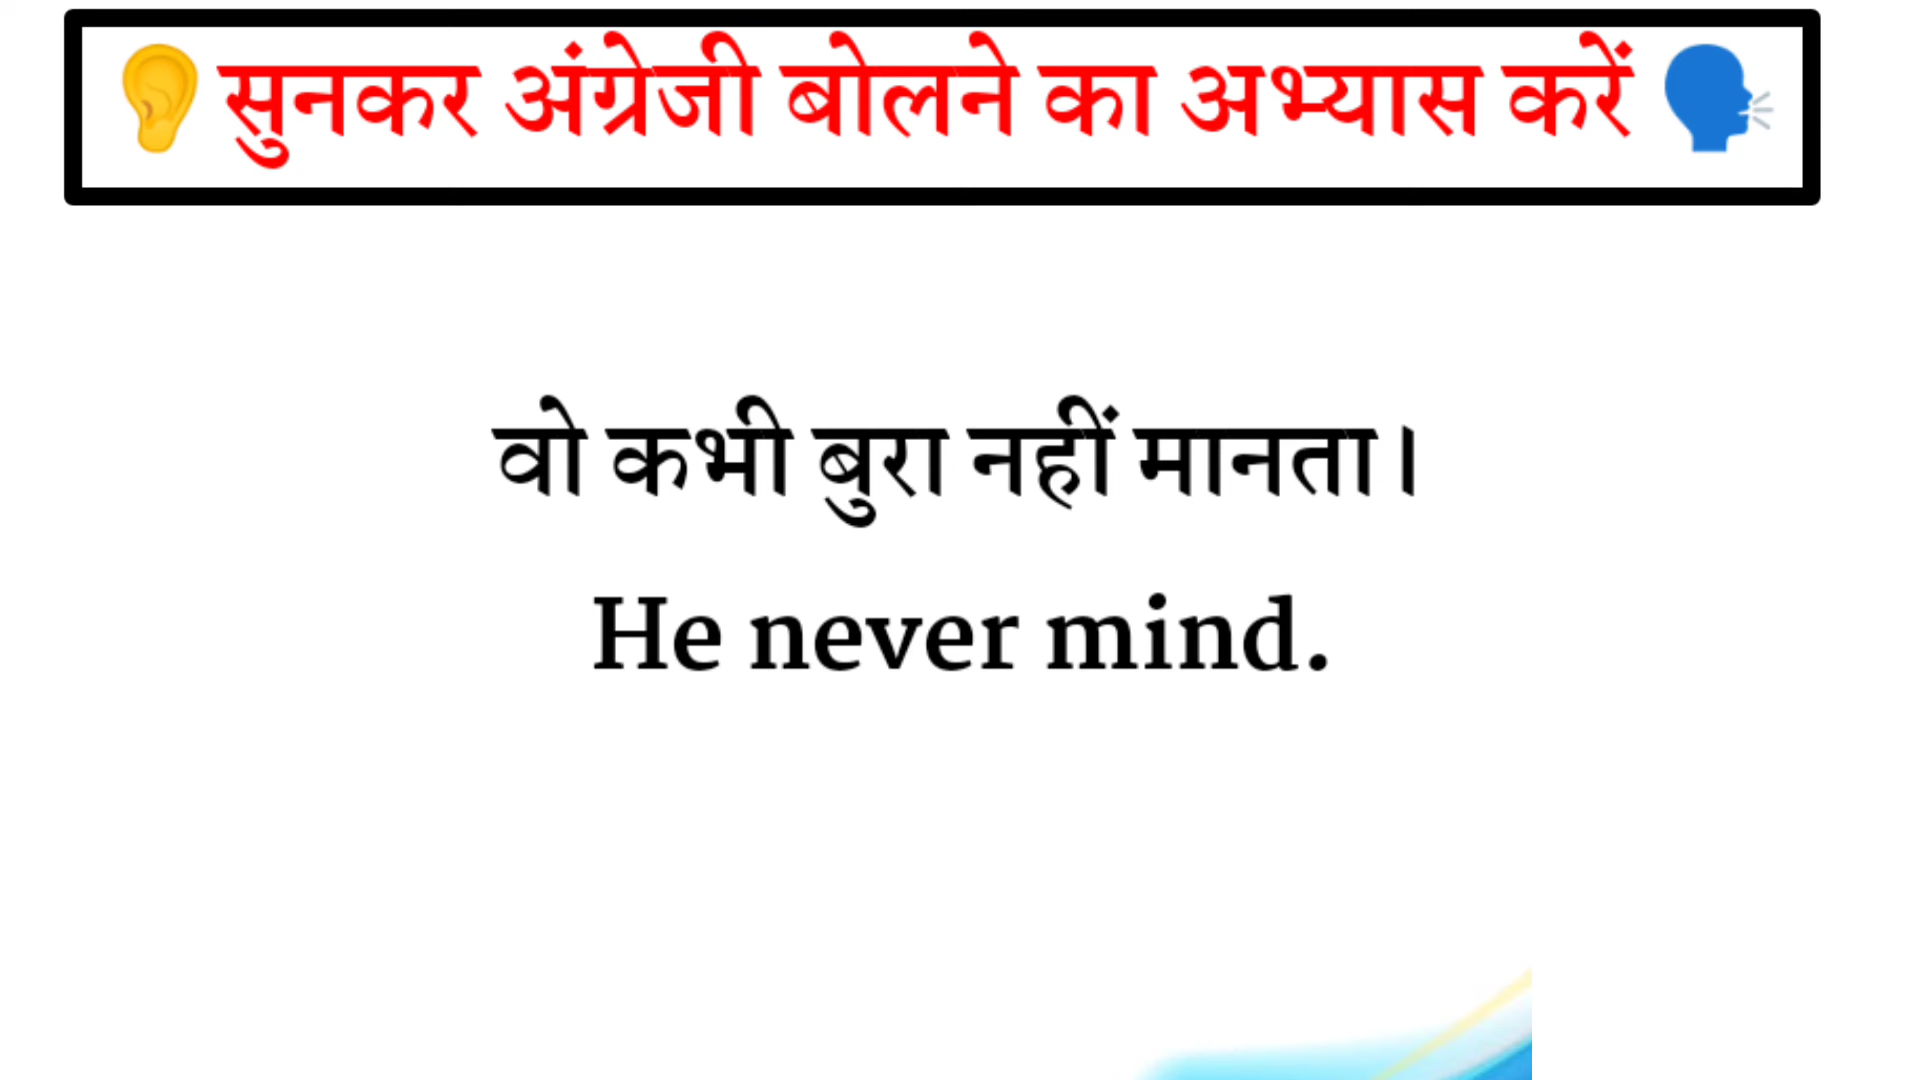 सुनकर अंग्रेजी बोलने का अभ्यास करें
वो कभी बुरा नहीं मानता।
He never mind.